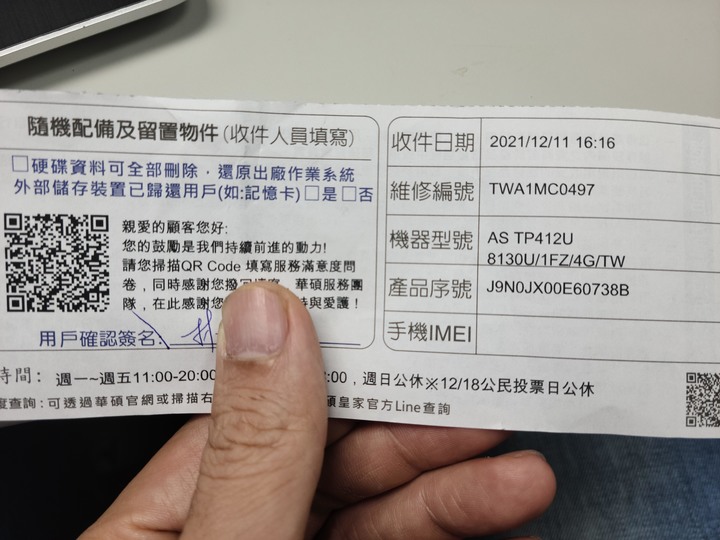 隨機配備及留置物件(收件人員填寫)
□硬碟資料可全部刪除，還原出廠作業系統
外部儲存裝置已歸還用戶(如:記憶卡)□是□否
親愛的顧客您好:
您的鼓勵是我們持續前進的動力!
請您掃描QR Code 填寫服務滿意度問
卷，同時感謝您撥冗填寫，華碩服務團
隊，在此感謝您 持與愛護！
用戶確認簽名:
收件日期 2021/12/11 16:16
維修編號 TWA1MC0497
機器型號 AS TP412U
8130U/1FZ/4G/TW
產品序號 J9N0JX00E60738B
手機IMEI
時間: 週一~週五11:00-20:00 :00，週日公休※12/18公民投票日公休
度查詢:可透過華碩官網或掃描右 碩皇家官方Line查詢